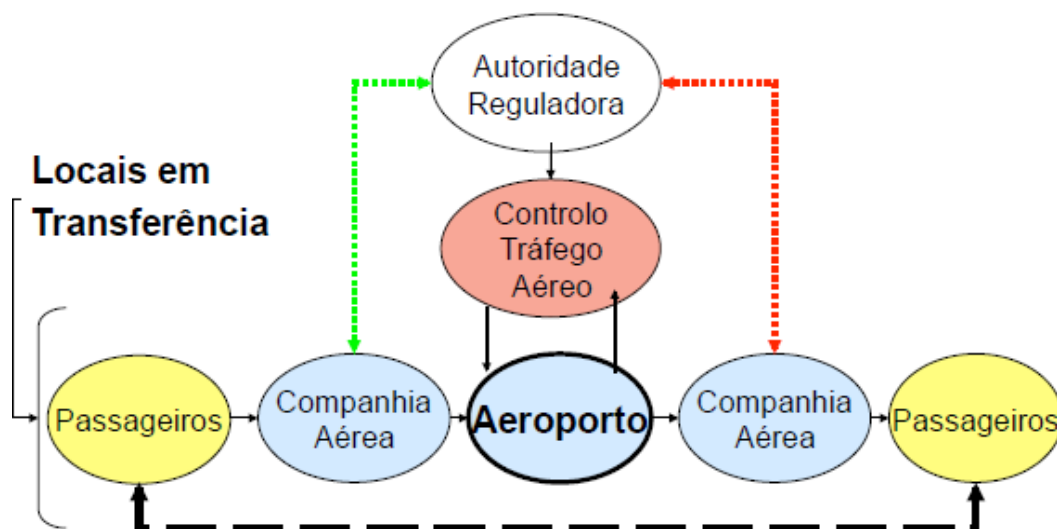 Autoridade
Reguladora
Locais em
Transferência
Controlo
Tráfego
Aéreo
Passageiros
Companhia
Aérea
Aeroporto
Companhia
Aérea
Passageiros